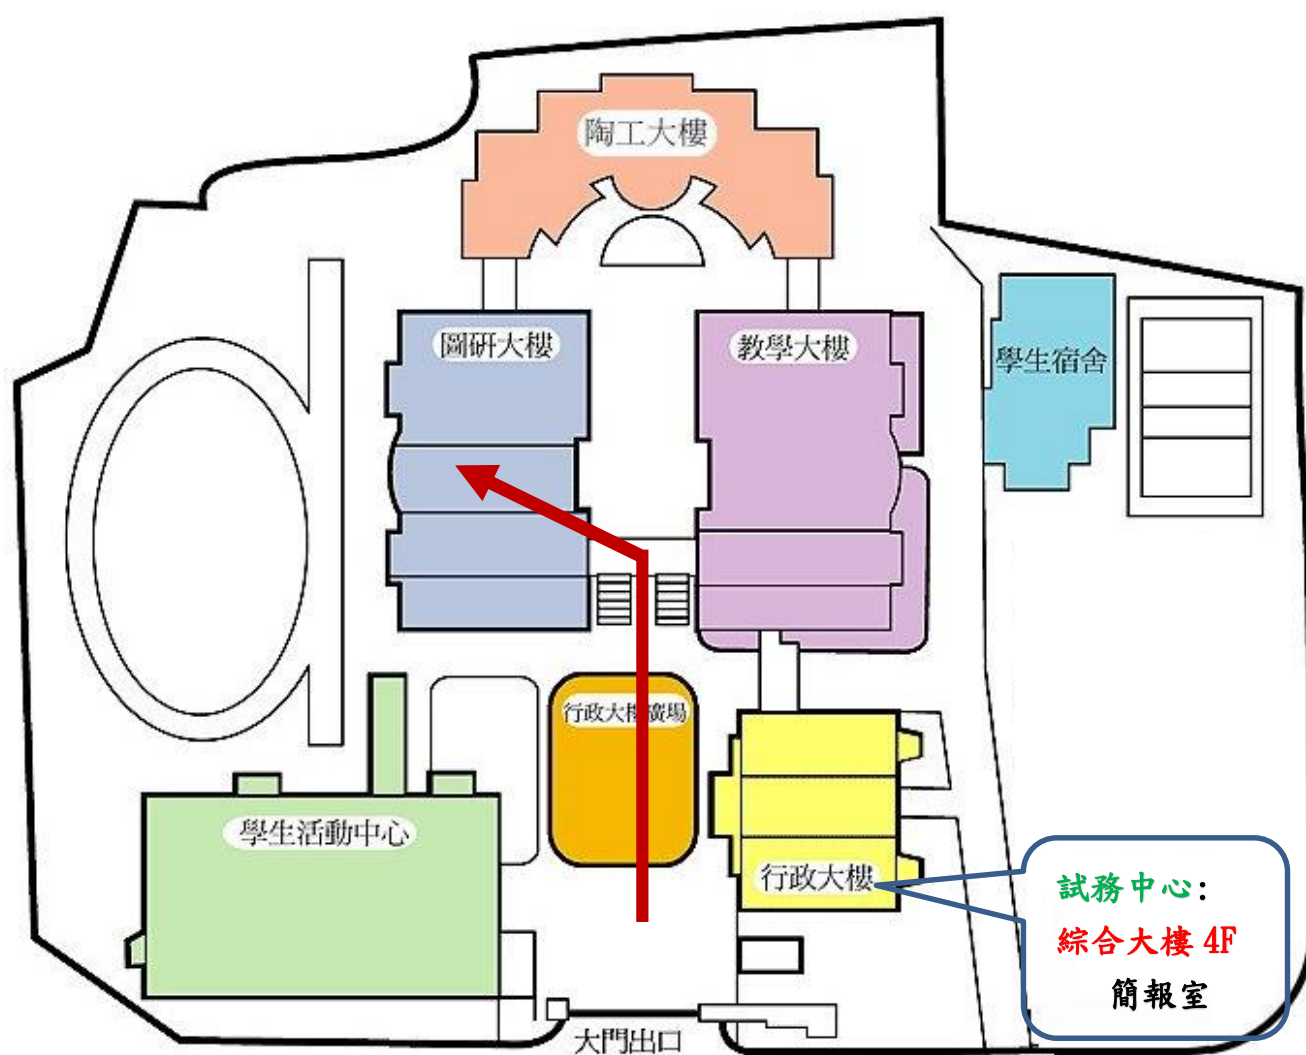 陶工大樓
圖研大樓
教學大樓
學生宿舍
行政大樓廣場
學生活動中心
行政大樓
試務中心:
綜合大樓 4F
簡報室
大門出口